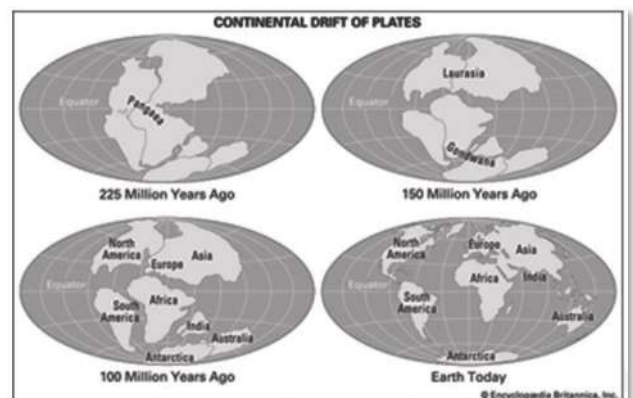 CONTINENTAL DRIFT OF PLATES
Equator
Pangaea
225 Million Years Ago
Laurasia
Equator
Gondwana
150 Million Years Ago
North
America
Europe
Asia
Equator
South
America
Africa
India
Australia
Antarctica
100 Million Years Ago
North
America
Europe
Asia
Equator
Africa
India
South
America
Australia
Antarctica
Earth Today
© Encyclopædia Britannica, Inc.